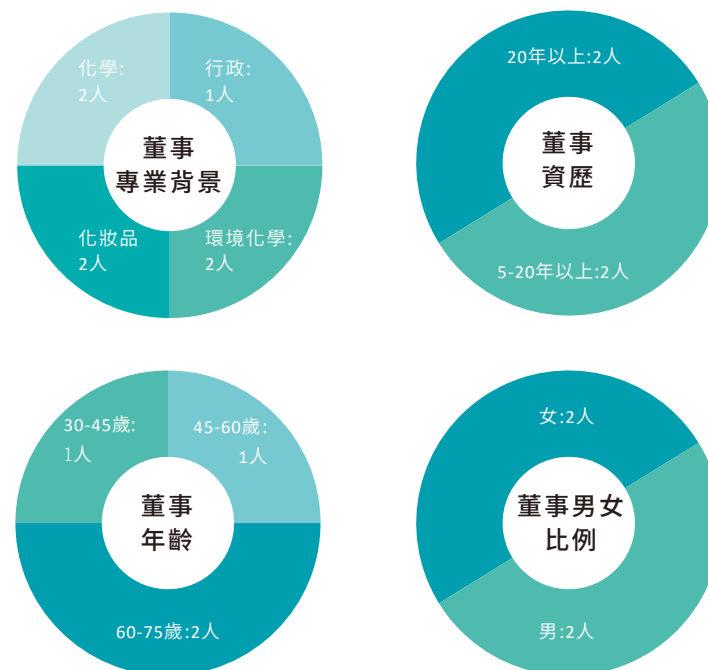 化學:
2人
行政:
1人
董事
專業背景
化妝品
2人
環境化學:
2人
20年以上:2人
董事
資歷
5-20年以上:2人
30-45歲:
1人
45-60歲:
1人
董事
年齡
60-75歲:2人
女:2人
董事男女
比例
男:2人